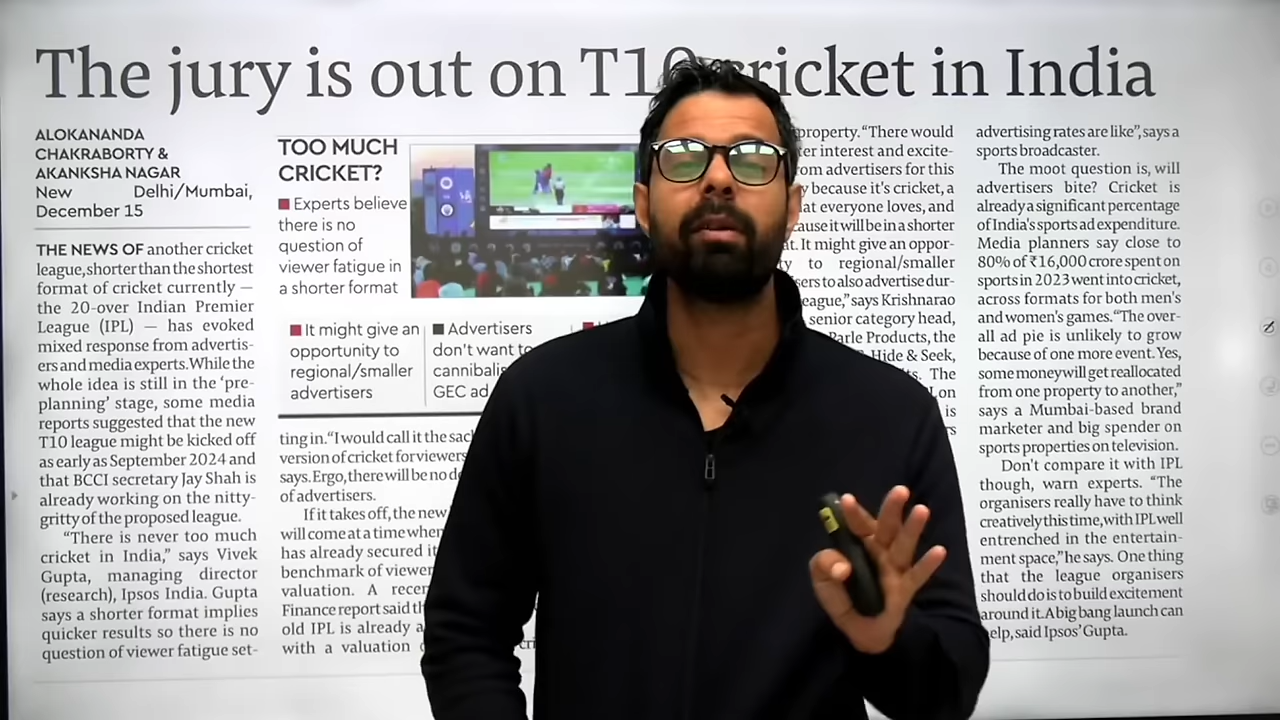 The jury is out on T10 cricket in India
ALOKANANDA
CHAKRABORTY &
AKANKSHA NAGAR
New Delhi/Mumbai,
December 15
THE NEWS OF another cricket
league, shorter than the shortest
format of cricket currently —
the 20-over Indian Premier
League (IPL) — has evoked
mixed response from advertis-
ers and media experts. While the
whole idea is still in the ‘pre-
planning’ stage, some media
reports suggested that the new
T10 league might be kicked off
as early as September 2024 and
that BCCI secretary Jay Shah is
already working on the nitty-
gritty of the proposed league.
“There is never too much
cricket in India,” says Vivek
Gupta, managing director
(research), Ipsos India. Gupta
says a shorter format implies
quicker results so there is no
question of viewer fatigue set-
TOO MUCH
CRICKET?
Experts believe
there is no
question of
viewer fatigue in
a shorter format
It might give an
opportunity to
regional/smaller
advertisers
Advertisers
don't want to
GEC ad
ting in. “I would call it the
version of cricket for viewers
says. Ergo, there will be no
of advertisers.
If it takes off, the new
will come at a time when
has already secured
benchmark of viewer
valuation. A
Finance report said
old IPL is already
with a valuation
property. “There would
interest and excite-
from advertisers for this
because it's cricket, a
that everyone loves, and
because it will be in a shorter
It might give an oppor-
to regional/smaller
to also advertise dur-
league,” says Krishnarao
senior category head,
Parle Products, the
Hide & Seek,
The
on
is
advertising rates are like”, says a
sports broadcaster.
The moot question is, will
advertisers bite? Cricket is
already a significant percentage
of India's sports ad expenditure.
Media planners say close to
80% of ₹16,000 crore spent on
sports in 2023 went into cricket,
across formats for both men's
and women's games. “The over-
all ad pie is unlikely to grow
because of one more event. Yes,
some money will get reallocated
from one property to another,”
says a Mumbai-based brand
marketer and big spender on
sports properties on television.
Don't compare it with IPL
though, warn experts. “The
organisers really have to think
creatively this time, with IPL well
entrenched in the entertain-
ment space,” he says. One thing
that the league organisers
should do is to build excitement
around it. A big bang launch can
help, said Ipsos' Gupta.